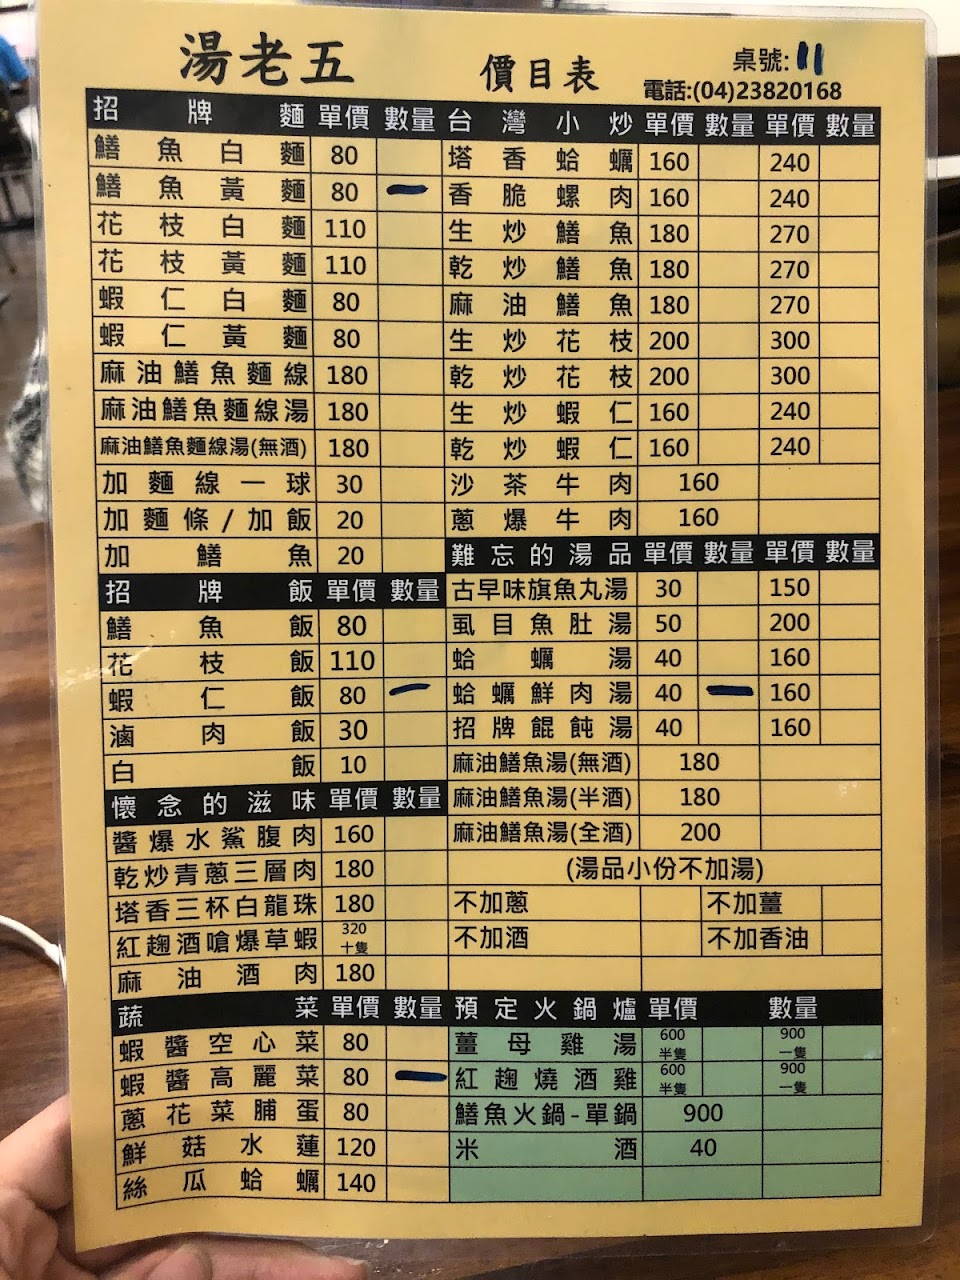 湯老五 價目表 桌號: 11
電話:(04)23820168
招牌麵 單價 數量
鱔魚白麵 80
鱔魚黃麵 80
花枝白麵 110
花枝黃麵 110
蝦仁白麵 80
蝦仁黃麵 80
麻油鱔魚麵線 180
麻油鱔魚麵線湯 180
麻油鱔魚麵線湯(無酒) 180
加麵線一球 30
加麵條/加飯 20
加鱔魚 20
招牌飯 單價 數量
鱔魚飯 80
花枝飯 110
蝦仁飯 80
滷肉飯 30
白飯 10
懷念的滋味 單價 數量
醬爆水鯊腹肉 160
乾炒青蔥三層肉 180
塔香三杯白龍珠 180
紅麴酒嗆爆草蝦 320 十隻
麻油酒肉 180
蔬菜 單價 數量
蝦醬空心菜 80
蝦醬高麗菜 80
蔥花菜脯蛋 80
鮮菇水蓮 120
絲瓜蛤蠣 140
台灣小炒 單價 數量 單價 數量
塔香蛤蠣 160 240
香脆螺肉 160 240
生炒鱔魚 180 270
乾炒鱔魚 180 270
麻油鱔魚 180 270
生炒花枝 200 300
乾炒花枝 200 300
生炒蝦仁 160 240
乾炒蝦仁 160 240
沙茶牛肉 160
蔥爆牛肉 160
難忘的湯品 單價 數量 單價 數量
古早味旗魚丸湯 30 150
虱目魚肚湯 50 200
蛤蠣湯 40 160
蛤蠣鮮肉湯 40 160
招牌餛飩湯 40 160
麻油鱔魚湯(無酒) 180
麻油鱔魚湯(半酒) 180
麻油鱔魚湯(全酒) 200
(湯品小份不加湯)
不加蔥 不加薑
不加酒 不加香油
預定火鍋爐 單價 數量
薑母雞湯 600 半隻 900 一隻
紅麴燒酒雞 600 半隻 900 一隻
鱔魚火鍋-單鍋 900
米酒 40